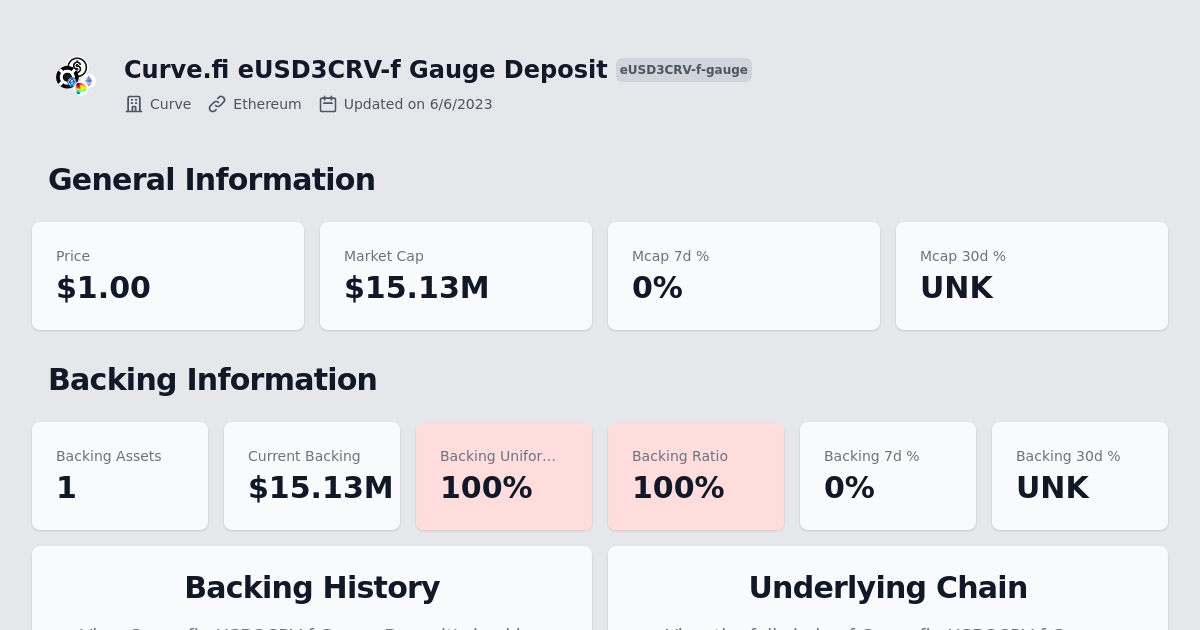 Curve.fi eUSD3CRV-f Gauge Deposit eUSD3CRV-f-gauge
Curve Ethereum Updated on 6/6/2023
General Information
Price Market Cap Mcap 7d % Mcap 30d %
$1.00 $15.13M 0% UNK
Backing Information
Backing Assets Current Backing Backing Unifor... Backing Ratio Backing 7d % Backing 30d %
1 $15.13M 100% 100% 0% UNK
Backing History Underlying Chain